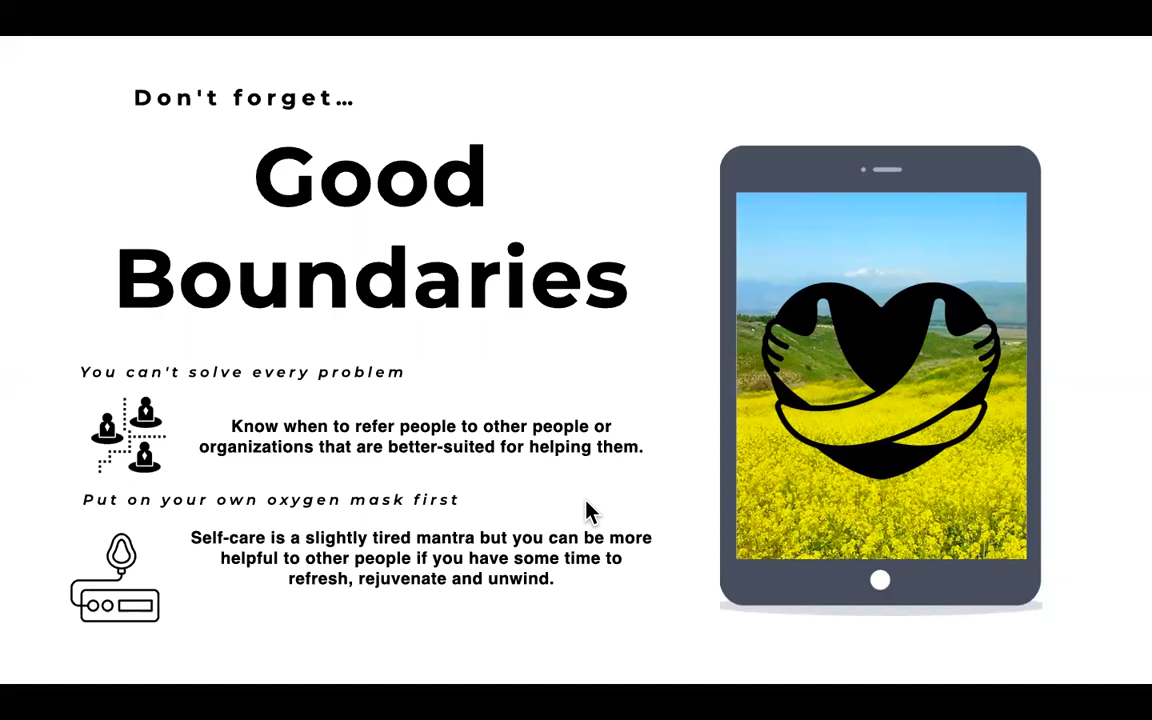 Don't forget…
Good
Boundaries
You can't solve every problem
Know when to refer people to other people or
organizations that are better-suited for helping them.
Put on your own oxygen mask first
Self-care is a slightly tired mantra but you can be more
helpful to other people if you have some time to
refresh, rejuvenate and unwind.